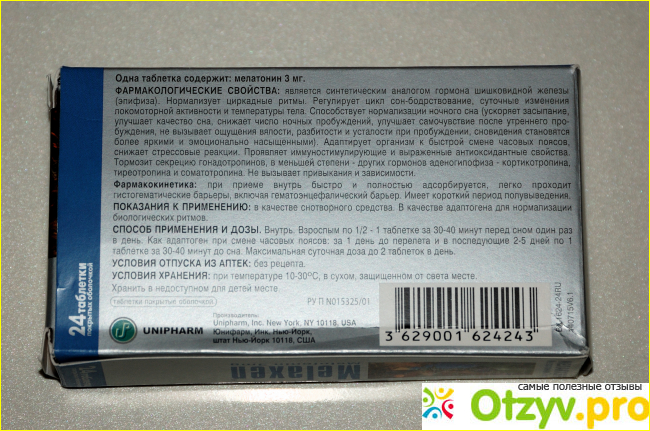 Одна таблетка содержит: мелатонин 3 мг.
ФАРМАКОЛОГИЧЕСКИЕ СВОЙСТВА: является синтетическим аналогом гормона шишковидной железы
(эпифиза). Нормализует циркадные ритмы. Регулирует цикл сон-бодрствование, суточные изменения
локомоторной активности и температуры тела. Способствует нормализации ночного сна (ускоряет засыпание,
улучшает качество сна, снижает число ночных пробуждений, улучшает самочувствие после утреннего про-
буждения, не вызывает ощущения вялости, разбитости и усталости при пробуждении, сновидения становятся
более яркими и эмоционально насыщенными). Адаптирует организм к быстрой смене часовых поясов,
снижает стрессовые реакции. Проявляет иммуностимулирующие и выраженные антиоксидантные свойства.
Тормозит секрецию гонадотропинов, в меньшей степени - других гормонов аденогипофиза - кортикотропина,
тиреотропина и соматотропина. Не вызывает привыкания и зависимости.
Фармакокинетика: при приеме внутрь быстро и полностью адсорбируется, легко проходит
гистогематические барьеры, включая гематоэнцефалический барьер. Имеет короткий период полувыведения.
ПОКАЗАНИЯ К ПРИМЕНЕНИЮ: в качестве снотворного средства. В качестве адаптогена для нормализации
биологических ритмов.
СПОСОБ ПРИМЕНЕНИЯ И ДОЗЫ. Внутрь. Взрослым по 1/2 - 1 таблетке за 30-40 минут перед сном один раз
в день. Как адаптоген при смене часовых поясов: за 1 день до перелета и в последующие 2-5 дней по 1
таблетке за 30-40 минут до сна. Максимальная суточная доза до 2 таблеток в день.
УСЛОВИЯ ОТПУСКА ИЗ АПТЕК: без рецепта.
УСЛОВИЯ ХРАНЕНИЯ: при температуре 10-30ºС, в сухом, защищенном от света месте.
Хранить в недоступном для детей месте.
таблетки покрытые оболочкой
РУ П N015325/01
24 таблетки
покрытых оболочкой
UNIPHARM
Производитель:
Unipharm, Inc. New York, NY 10118, USA
Юнифарм, Инк. Нью-Йорк,
штат Нью-Йорк 10118, США
3 629001 624243
Melaxen
самые полезные отзывы
Otzyv.pro